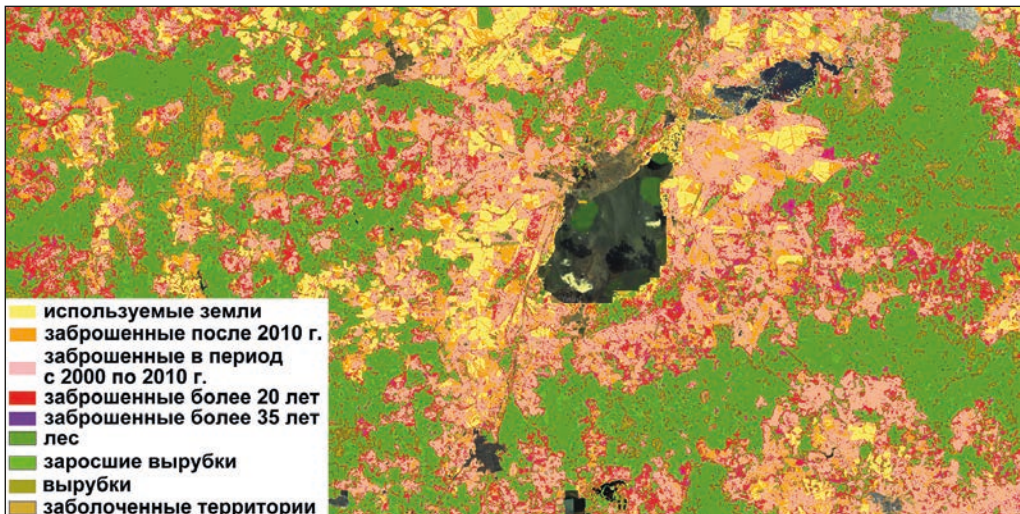 используемые земли
заброшенные после 2010 г.
заброшенные в период
с 2000 по 2010 г.
заброшенные более 20 лет
заброшенные более 35 лет
лес
заросшие вырубки
вырубки
заболоченные территории